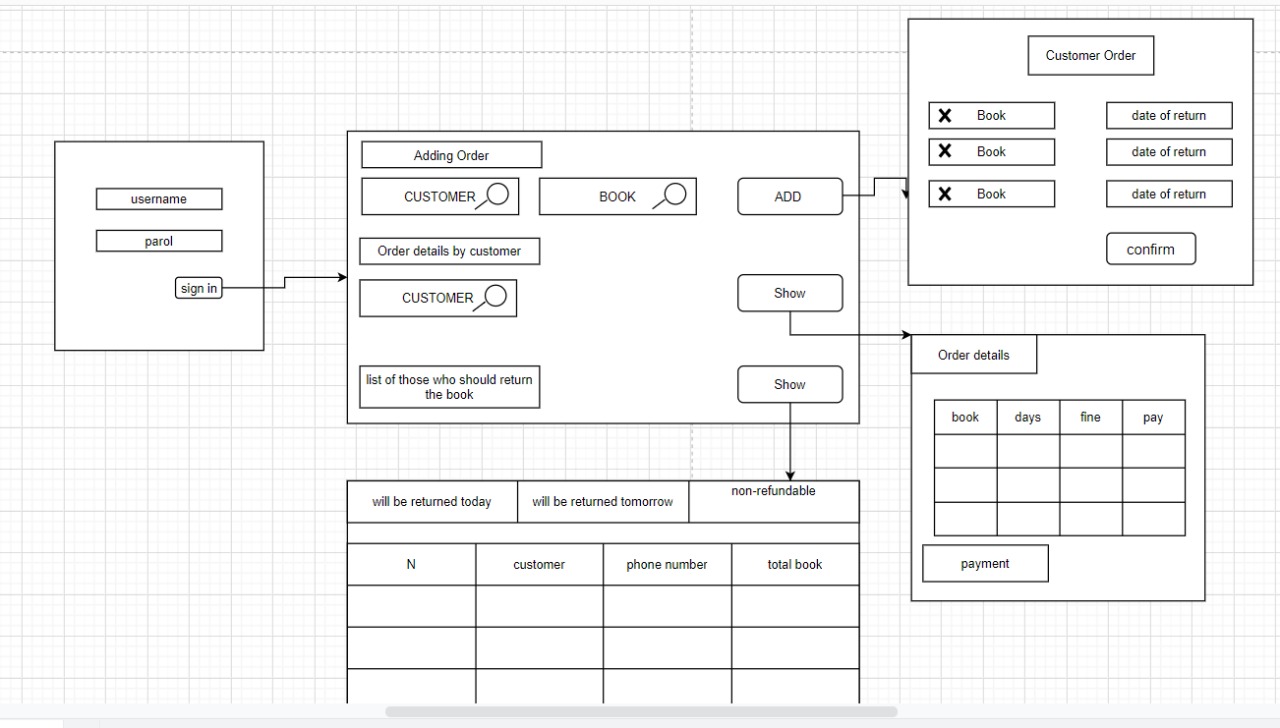 username
parol
sign in
Adding Order
CUSTOMER
BOOK
ADD
Order details by customer
CUSTOMER
Show
list of those who should return
the book
Show
Customer Order
Book
date of return
Book
date of return
Book
date of return
confirm
Order details
book
days
fine
pay
payment
will be returned today
will be returned tomorrow
non-refundable
N
customer
phone number
total book